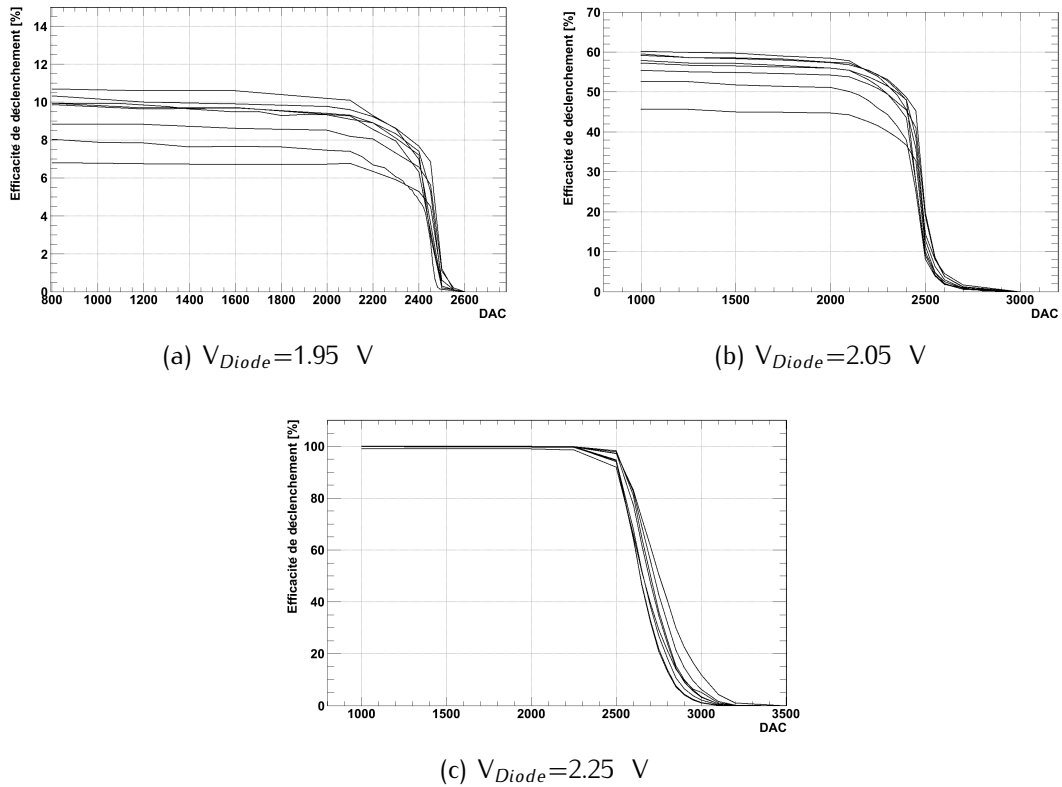 Efficacité de déclenchement [%]
14
12
10
8
6
4
2
0
800 1000 1200 1400 1600 1800 2000 2200 2400 2600
DAC
(a) V_Diode=1.95 V
Efficacité de déclenchement [%]
70
60
50
40
30
20
10
0
1000 1500 2000 2500 3000
DAC
(b) V_Diode=2.05 V
Efficacité de déclenchement [%]
100
80
60
40
20
0
1000 1500 2000 2500 3000 3500
DAC
(c) V_Diode=2.25 V